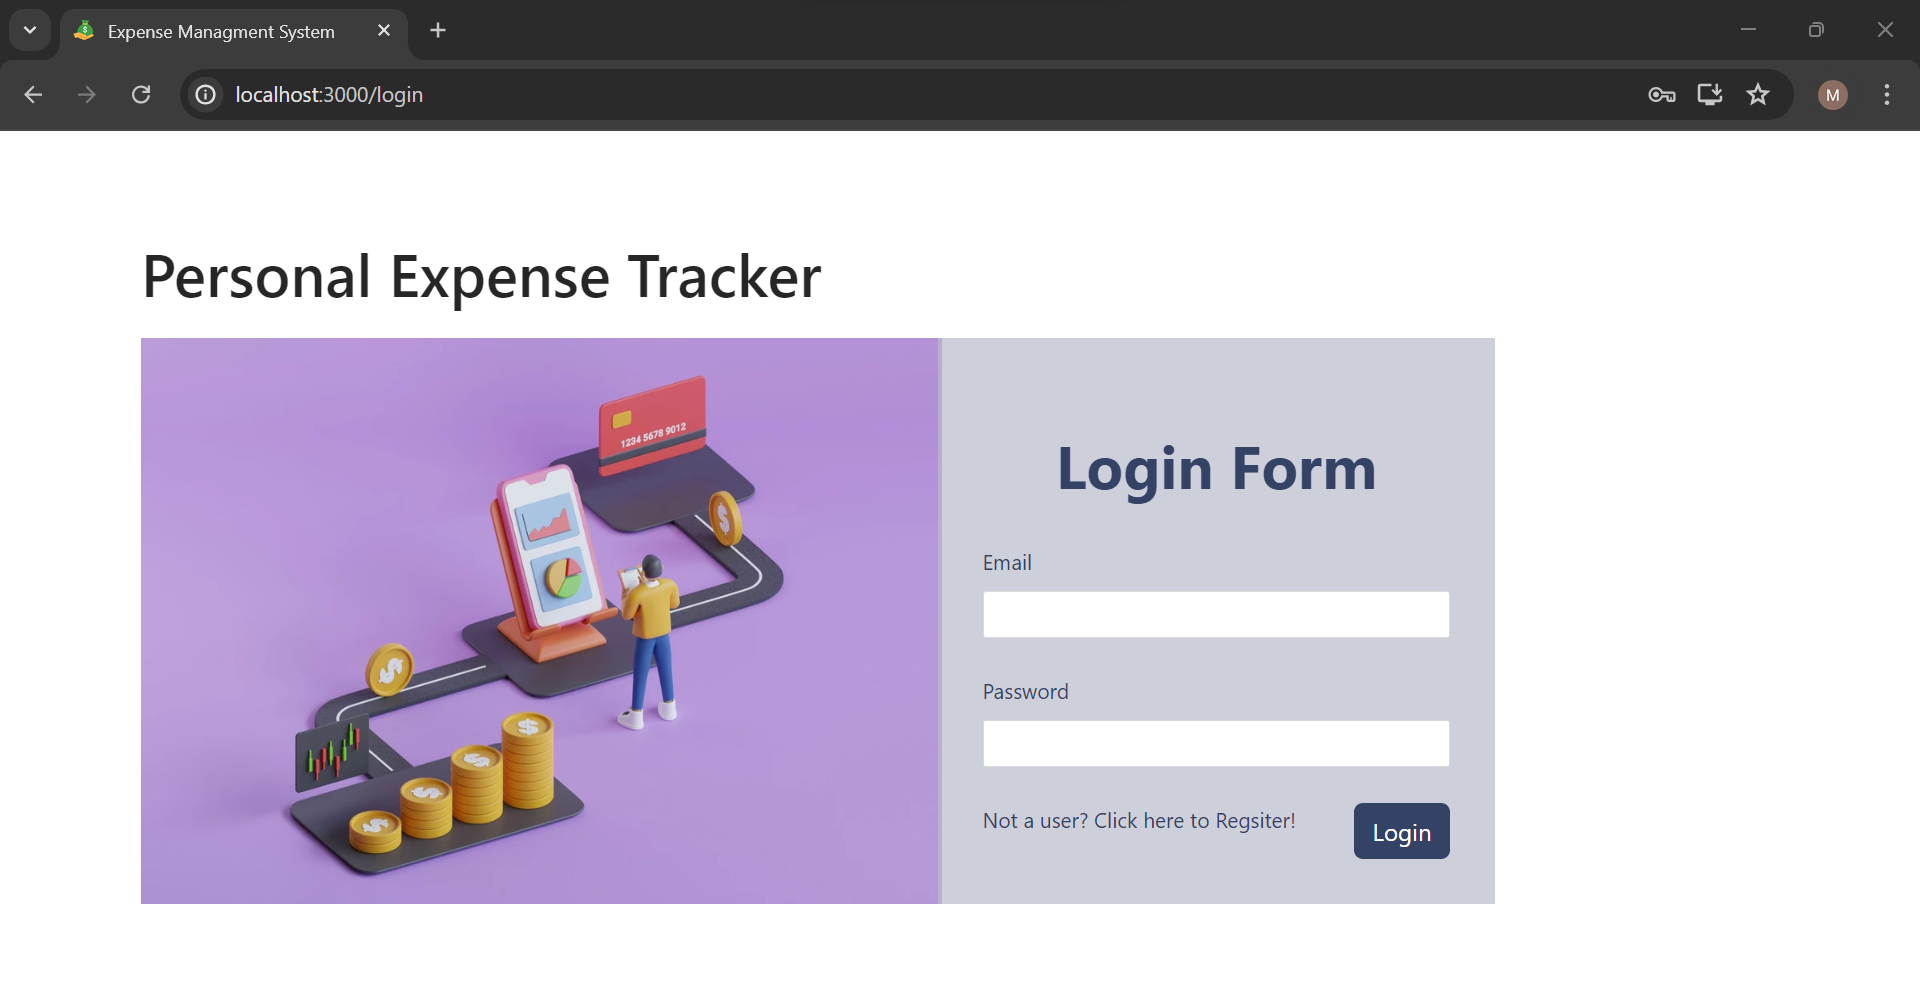 Expense Managment System
localhost:3000/login
M
Personal Expense Tracker
1234 5678 9012
Login Form
Email
Password
Not a user? Click here to Regsiter!
Login